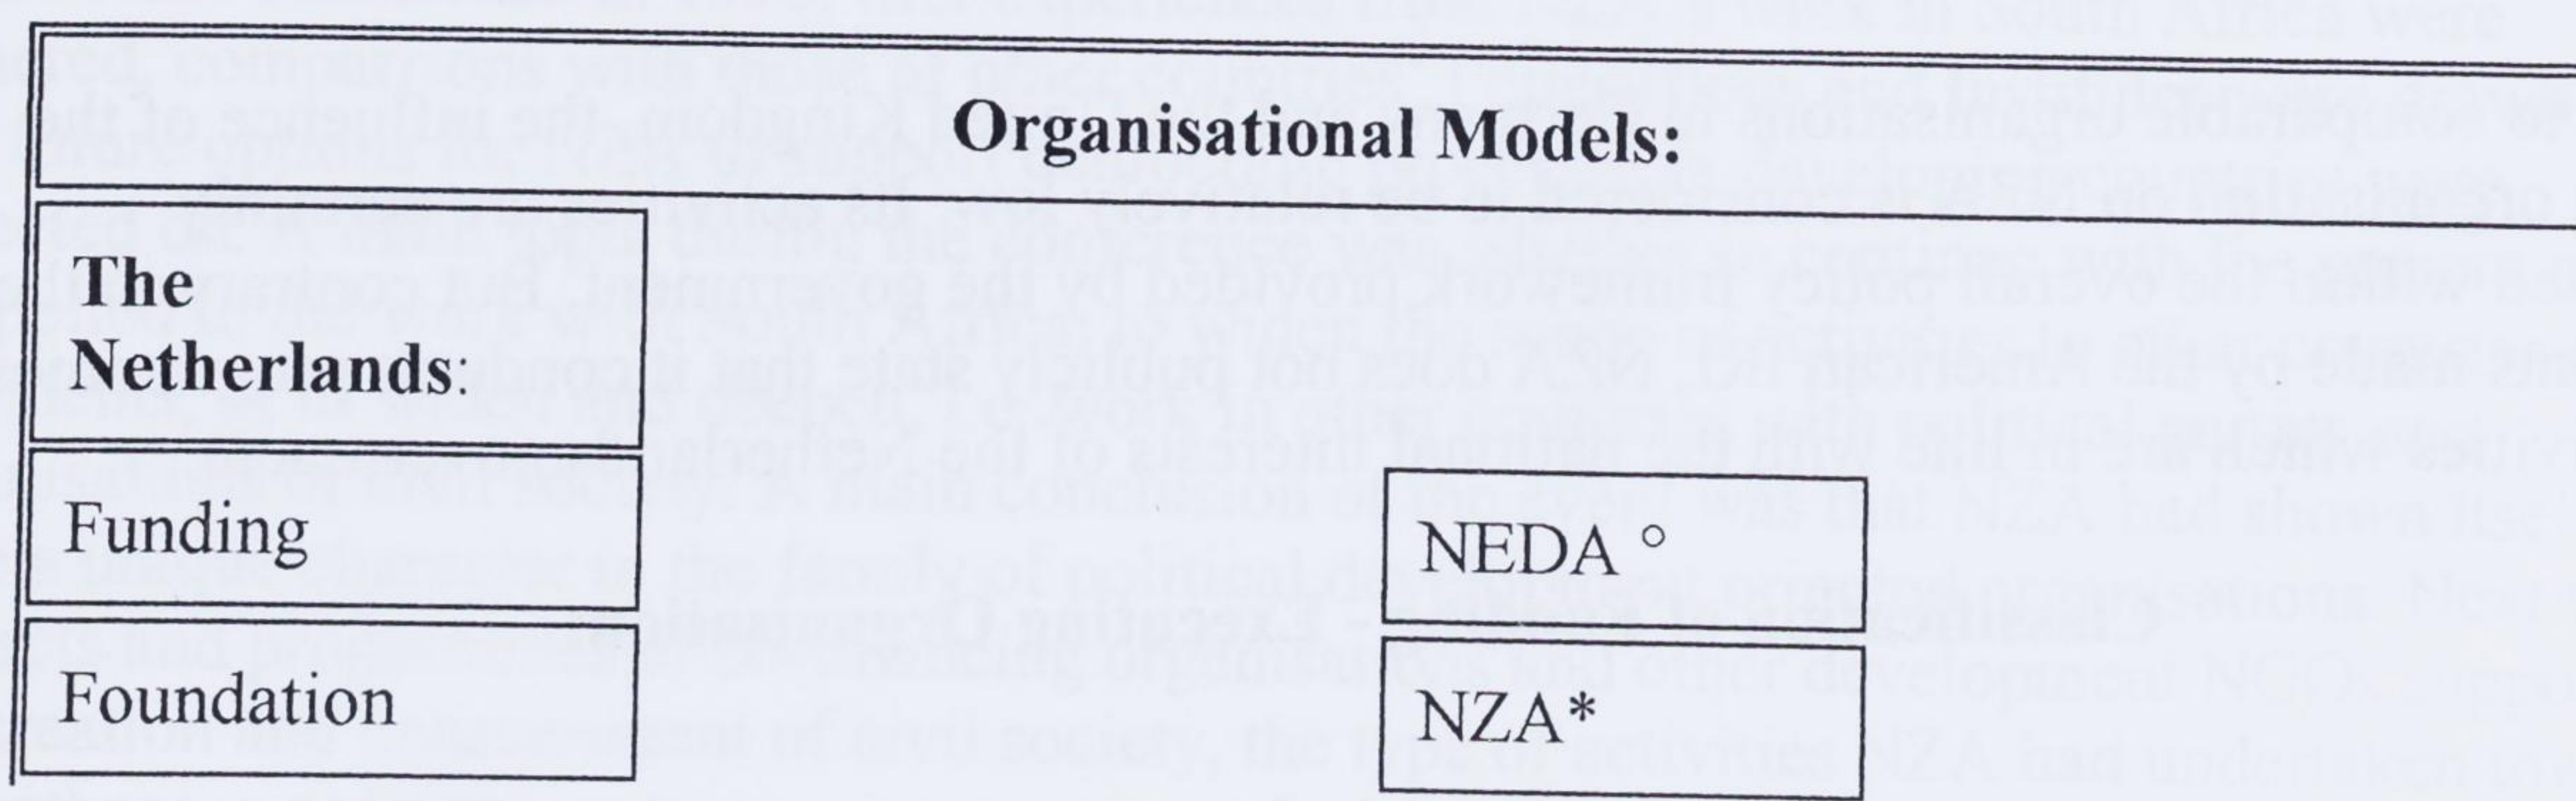 Organisational Models:
The
Netherlands:
Funding
NEDA °
Foundation
NZA*